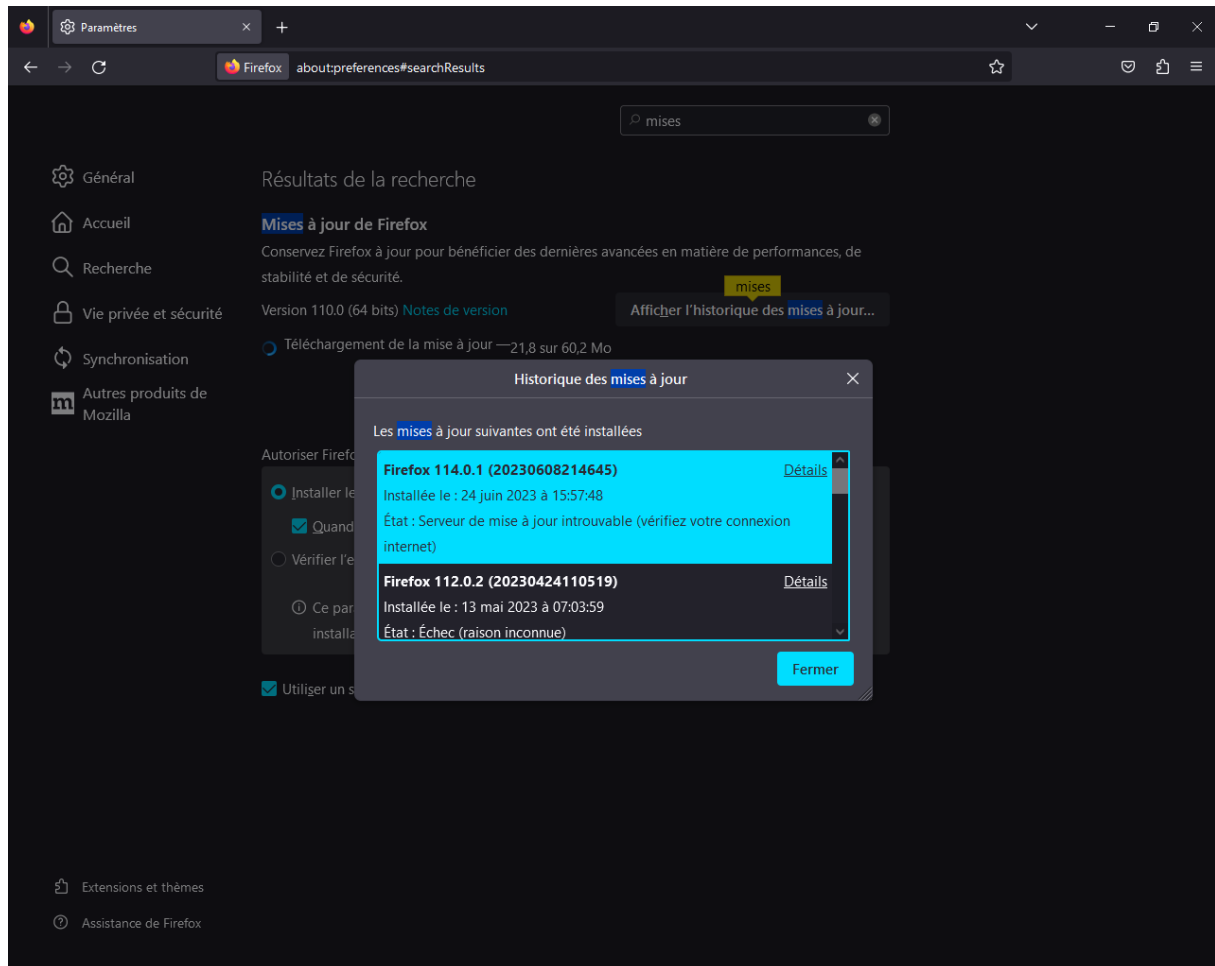 Paramètres
Firefox about:preferences#searchResults
mises
Général
Accueil
Recherche
Vie privée et sécurité
Synchronisation
Autres produits de
Mozilla
Résultats de la recherche
Mises à jour de Firefox
Conservez Firefox à jour pour bénéficier des dernières avancées en matière de performances, de
stabilité et de sécurité.
mises
Version 110.0 (64 bits) Notes de version
Afficher l'historique des mises à jour...
Téléchargement de la mise à jour —21,8 sur 60,2 Mo
Historique des mises à jour
Les mises à jour suivantes ont été installées
Firefox 114.0.1 (20230608214645) Détails
Installée le : 24 juin 2023 à 15:57:48
État : Serveur de mise à jour introuvable (vérifiez votre connexion
internet)
Firefox 112.0.2 (20230424110519) Détails
Installée le : 13 mai 2023 à 07:03:59
État : Échec (raison inconnue)
Fermer
Autoriser Firefo
Installer le
Quand
Vérifier l'e
Ce par
installa
Utiliser un s
Extensions et thèmes
Assistance de Firefox